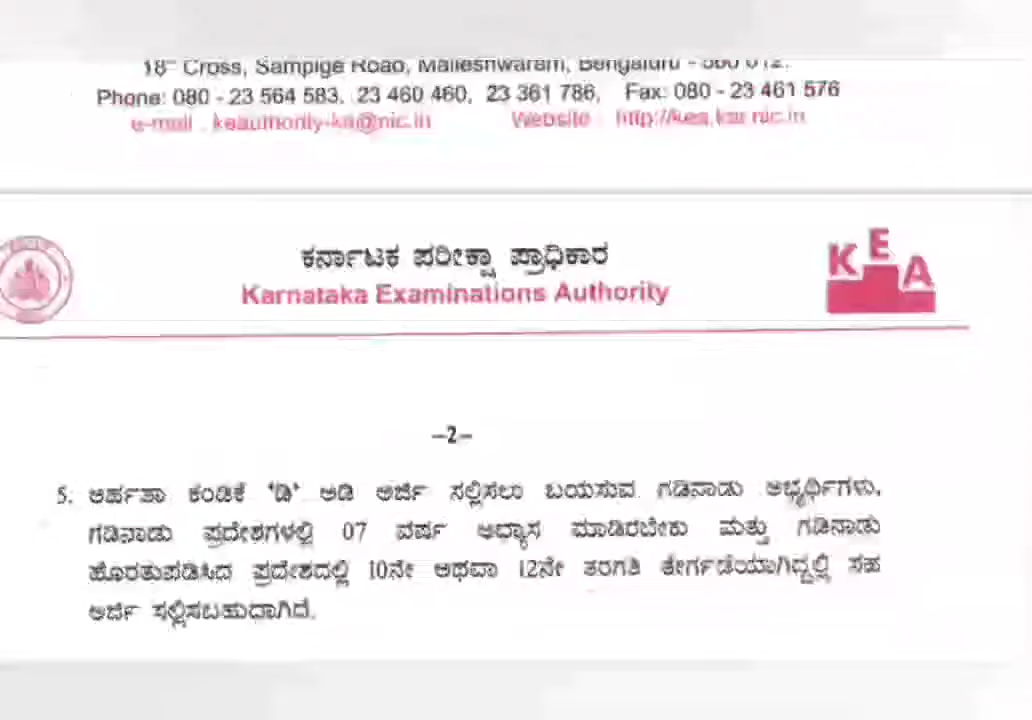 18th Cross, Sampige Road, Malleshwaram, Bengaluru - 560 012.
Phone: 080 - 23 564 583, 23 460 460, 23 361 786, Fax: 080 - 23 461 576
e-mail : keauthority-ka@nic.in Website : http://kea.kar.nic.in
ಕರ್ನಾಟಕ ಪರೀಕ್ಷಾ ಪ್ರಾಧಿಕಾರ
KEA
Karnataka Examinations Authority
–2–
5. ಅರ್ಹತಾ ಕಂಡಿಕೆ 'ಡಿ' ಅಡಿ ಅರ್ಜಿ ಸಲ್ಲಿಸಲು ಬಯಸುವ ಗಡಿನಾಡು ಅಭ್ಯರ್ಥಿಗಳು,
ಗಡಿನಾಡು ಪ್ರದೇಶಗಳಲ್ಲಿ 07 ವರ್ಷ ಅಧ್ಯಾಸ ಮಾಡಿರಬೇಕು ಮತ್ತು ಗಡಿನಾಡು
ಹೊರತುಪಡಿಸಿದ ಪ್ರದೇಶದಲ್ಲಿ 10ನೇ ಅಥವಾ 12ನೇ ತರಗತಿ ತೇರ್ಗಡೆಯಾಗಿದ್ದಲ್ಲಿ ಸಹ
ಅರ್ಜಿ ಸಲ್ಲಿಸಬಹುದಾಗಿದೆ.